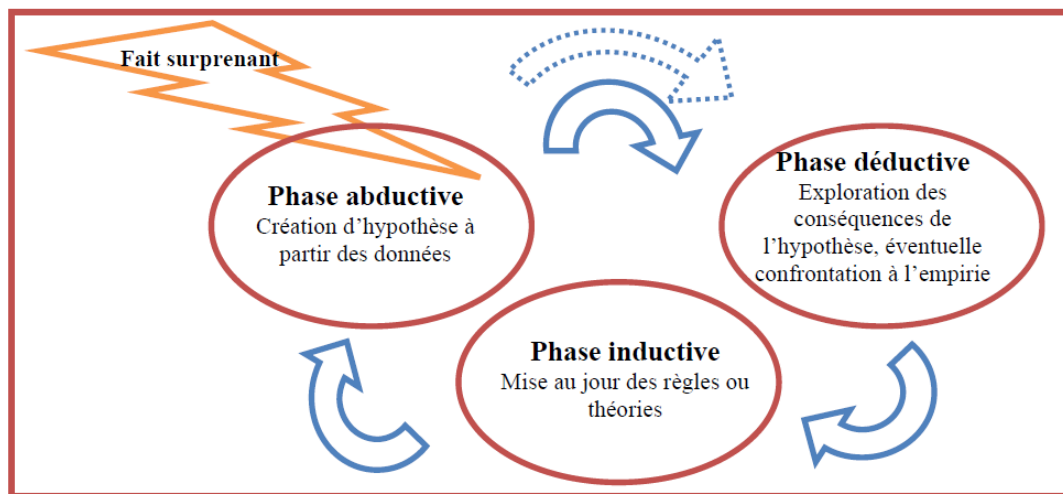 Fait surprenant
Phase abductive
Création d’hypothèse à
partir des données
Phase déductive
Exploration des
conséquences de
l’hypothèse, éventuelle
confrontation à l’empirie
Phase inductive
Mise au jour des règles ou
théories